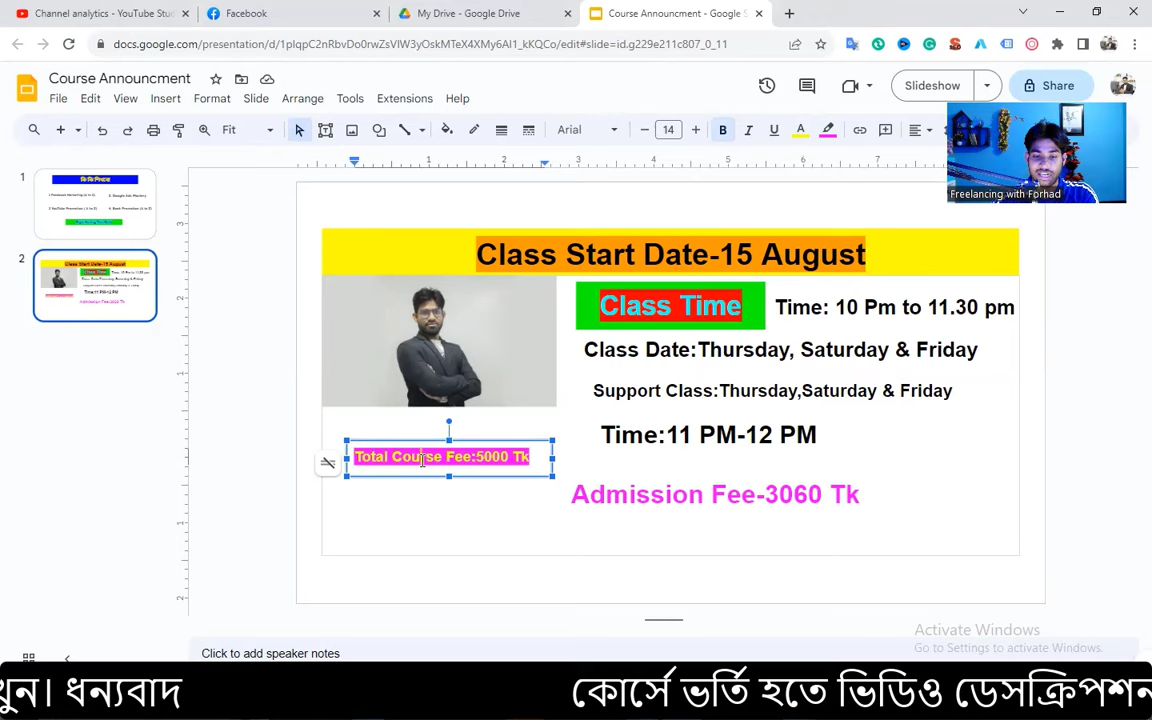 Channel analytics - YouTube Stud
Facebook
My Drive - Google Drive
Course Announcment - Google S
docs.google.com/presentation/d/1plqpC2nRbvDo0rwZsVIW3yOskMTeX4XMy6Al1_kKQCo/edit#slide=id.g229e211c807_0_11
Course Announcment
File Edit View Insert Format Slide Arrange Tools Extensions Help
Slideshow
Share
Fit
Arial
14
Freelancing with Forhad
1
2
Class Start Date-15 August
Class Time
Time: 10 Pm to 11.30 pm
Class Date:Thursday, Saturday & Friday
Support Class:Thursday,Saturday & Friday
Time:11 PM-12 PM
Total Course Fee:5000 Tk
Admission Fee-3060 Tk
Activate Windows
Go to Settings to activate Windows.
Click to add speaker notes
খুন। ধন্যবাদ
কোর্সে ভর্তি হতে ভিডিও ডেসক্রিপশন